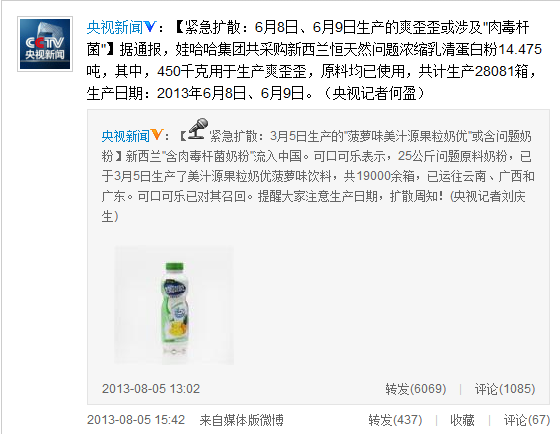 央视新闻：【紧急扩散：6月8日、6月9日生产的爽歪歪或涉及"肉毒杆
菌"】据通报，娃哈哈集团共采购新西兰恒天然问题浓缩乳清蛋白粉14.475
吨，其中，450千克用于生产爽歪歪，原料均已使用，共计生产28081箱，
生产日期：2013年6月8日、6月9日。（央视记者何盈）
CCTV
央视新闻
央视新闻：【紧急扩散：3月5日生产的"菠萝味美汁源果粒奶优"或含问题奶
粉】新西兰"含肉毒杆菌奶粉"流入中国。可口可乐表示，25公斤问题原料奶粉，已
于3月5日生产了美汁源果粒奶优菠萝味饮料，共19000余箱，已运往云南、广西和
广东。可口可乐已对其召回。提醒大家注意生产日期，扩散周知！(央视记者刘庆
生)
2013-08-05 13:02 转发(6069) | 评论(1085)
2013-08-05 15:42 来自媒体版微博 转发(437) | 收藏 | 评论(67)